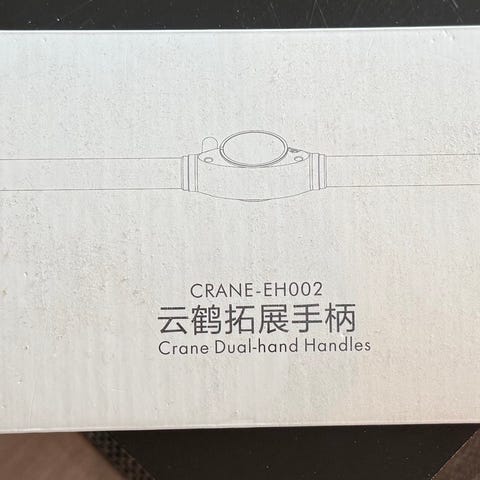 CRANE-EH002
云鹤拓展手柄
Crane Dual-hand Handles